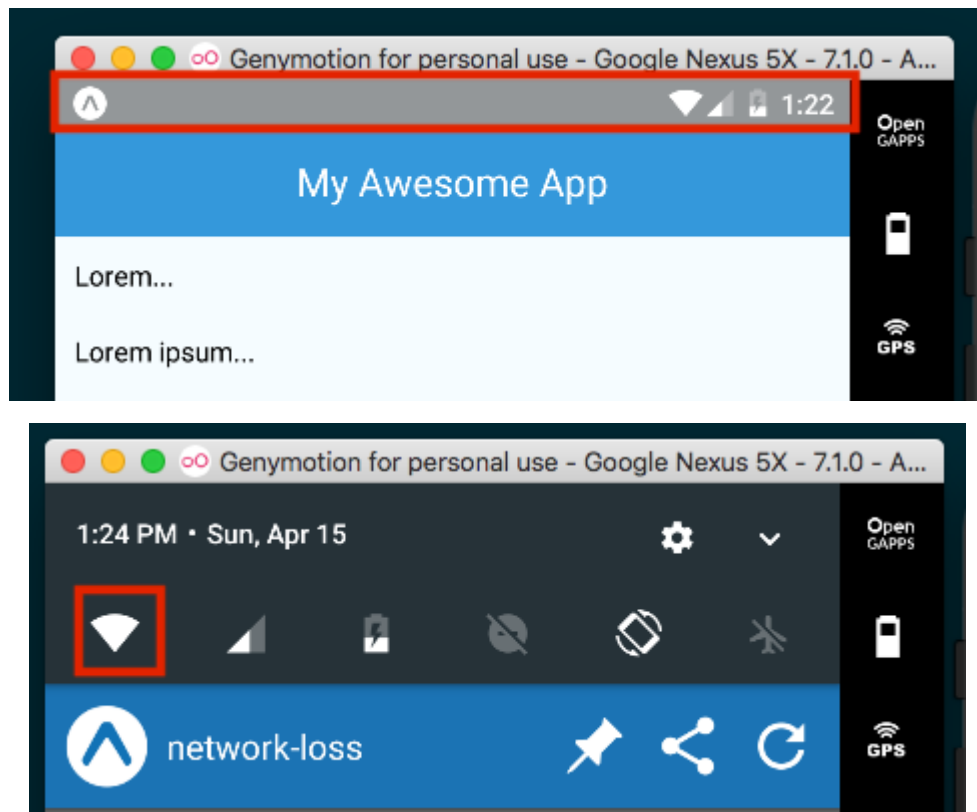 Genymotion for personal use - Google Nexus 5X - 7.1.0 - A...
1:22
Open
GAPPS
My Awesome App
Lorem...
Lorem ipsum...
GPS
Genymotion for personal use - Google Nexus 5X - 7.1.0 - A...
1:24 PM • Sun, Apr 15
Open
GAPPS
network-loss
GPS